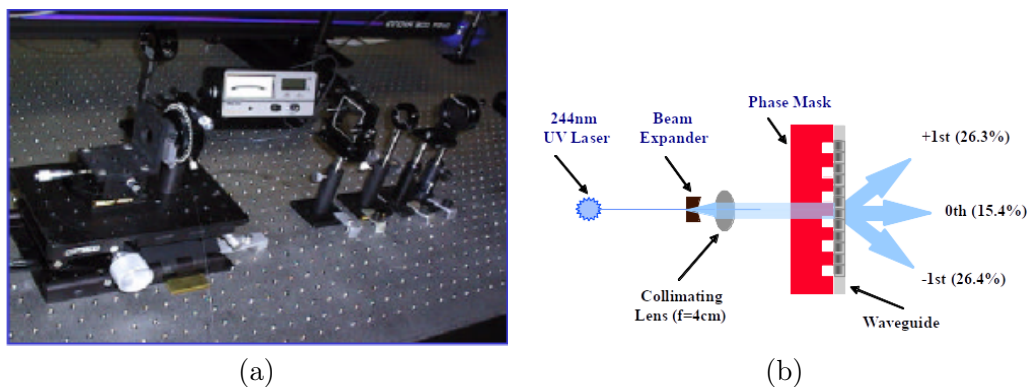 244nm
UV Laser
Beam
Expander
Phase Mask
+1st (26.3%)
0th (15.4%)
-1st (26.4%)
Collimating
Lens (f=4cm)
Waveguide
(a)
(b)